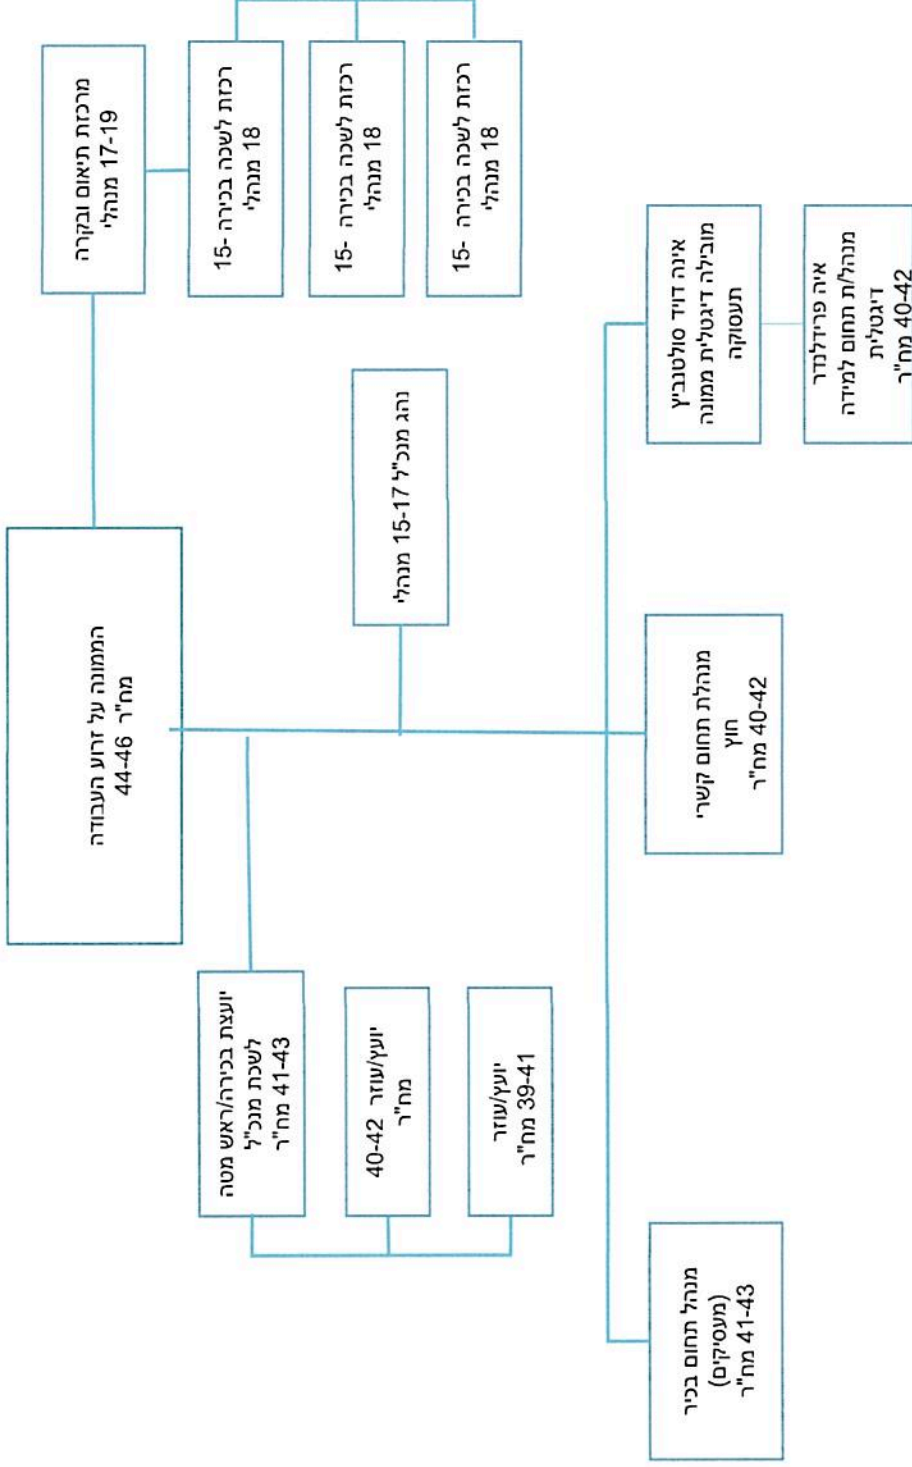 הממונה על זרוע העבודה
מח"ר 44-46
מרכזת תיאום ובקרה
17-19 מנהלי
רכזת לשכה בכירה -15
18 מנהלי
רכזת לשכה בכירה -15
18 מנהלי
רכזת לשכה בכירה -15
18 מנהלי
נהג מנכ"ל 15-17 מנהלי
יועצת בכירה/ראש מטה
לשכת מנכ"ל
41-43 מח"ר
יועץ/עוזר 40-42
מח"ר
יועץ/עוזר
39-41 מח"ר
אינה דויד סולטנביץ
מובילה דיגטלית ממונה
תעסוקה
איה פרידלנדר
מנהל/ת תחום למידה
דיגטלית
40-42 מח"ר
מנהלת תחום קשרי
חוץ
40-42 מח"ר
מנהל תחום בכיר
(מעסיקים)
41-43 מח"ר